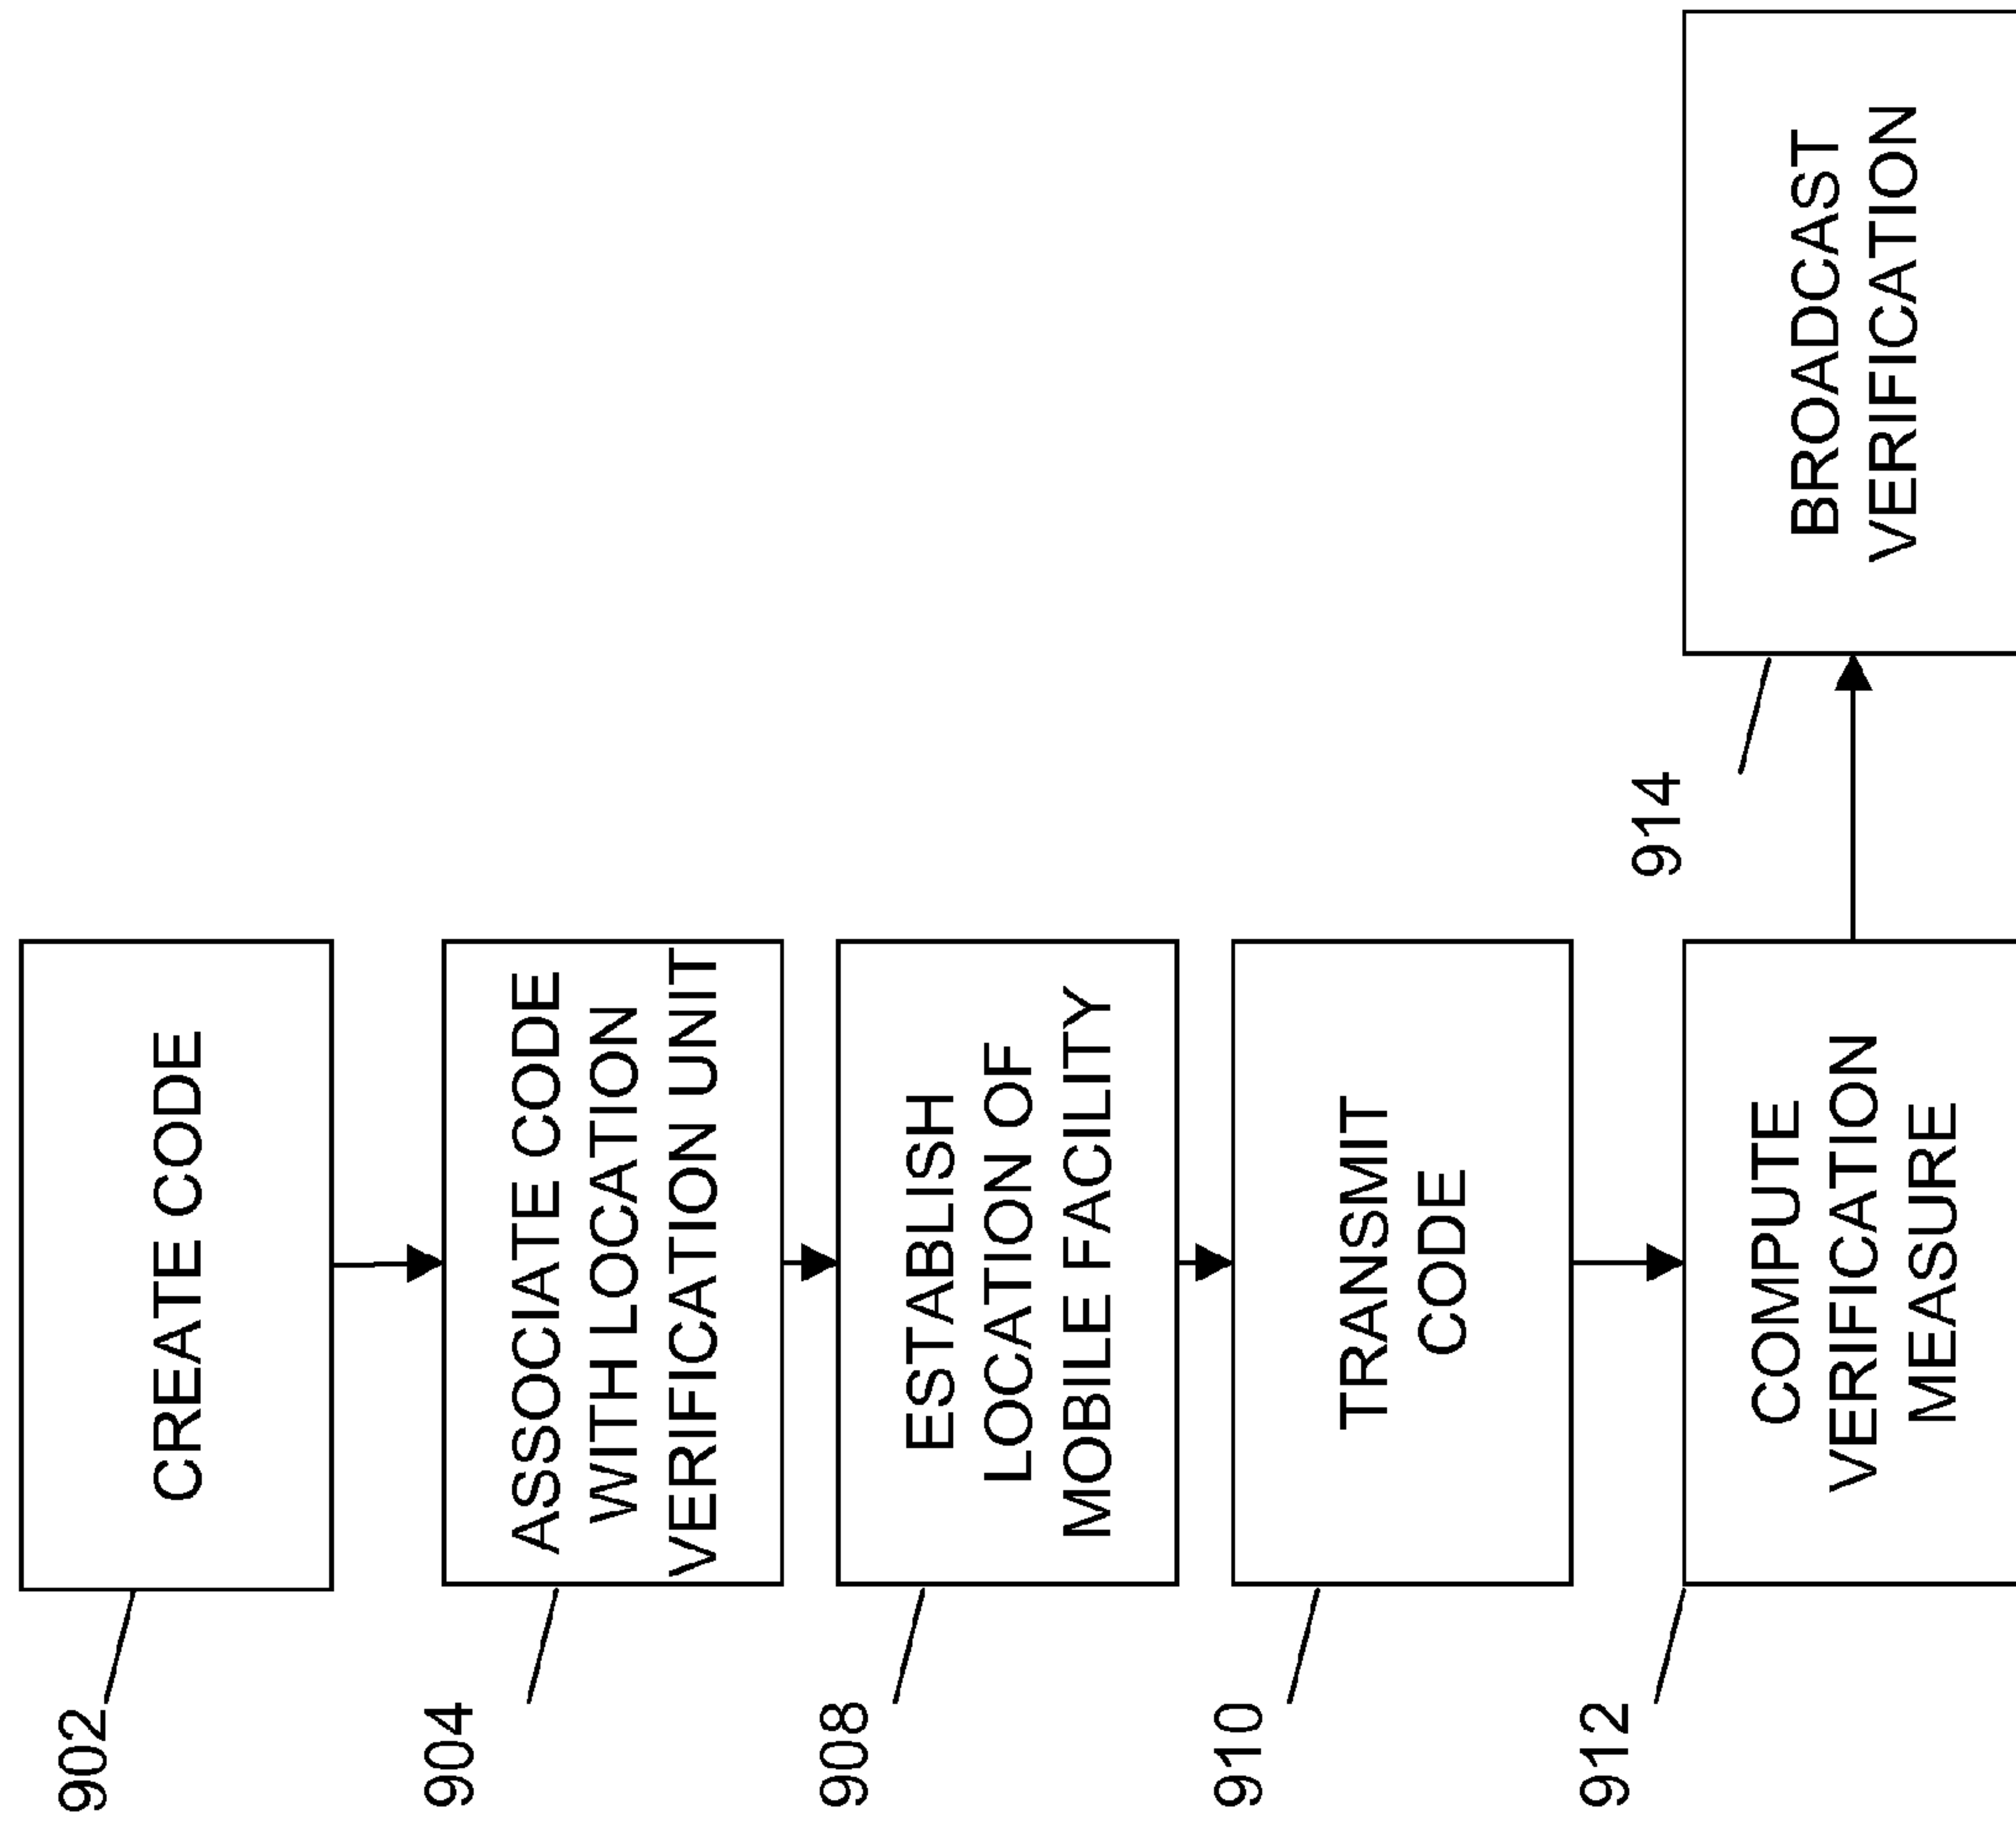 902
CREATE CODE
904
ASSOCIATE CODE
WITH LOCATION
VERIFICATION UNIT
908
ESTABLISH
LOCATION OF
MOBILE FACILITY
910
TRANSMIT
CODE
912
COMPUTE
VERIFICATION
MEASURE
914
BROADCAST
VERIFICATION